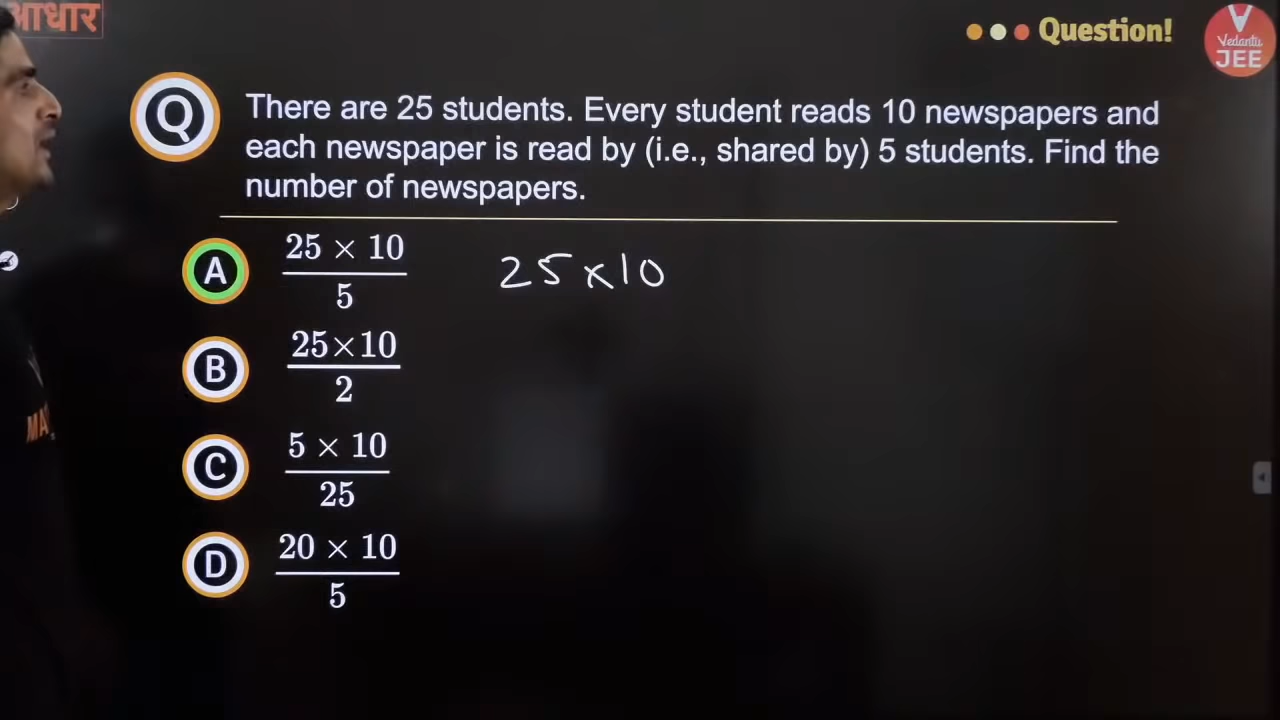 आधार
Question!
Vedantu
JEE
Q
There are 25 students. Every student reads 10 newspapers and
each newspaper is read by (i.e., shared by) 5 students. Find the
number of newspapers.
A
25 × 10
5
25×10
B
25×10
2
C
5 × 10
25
D
20 × 10
5